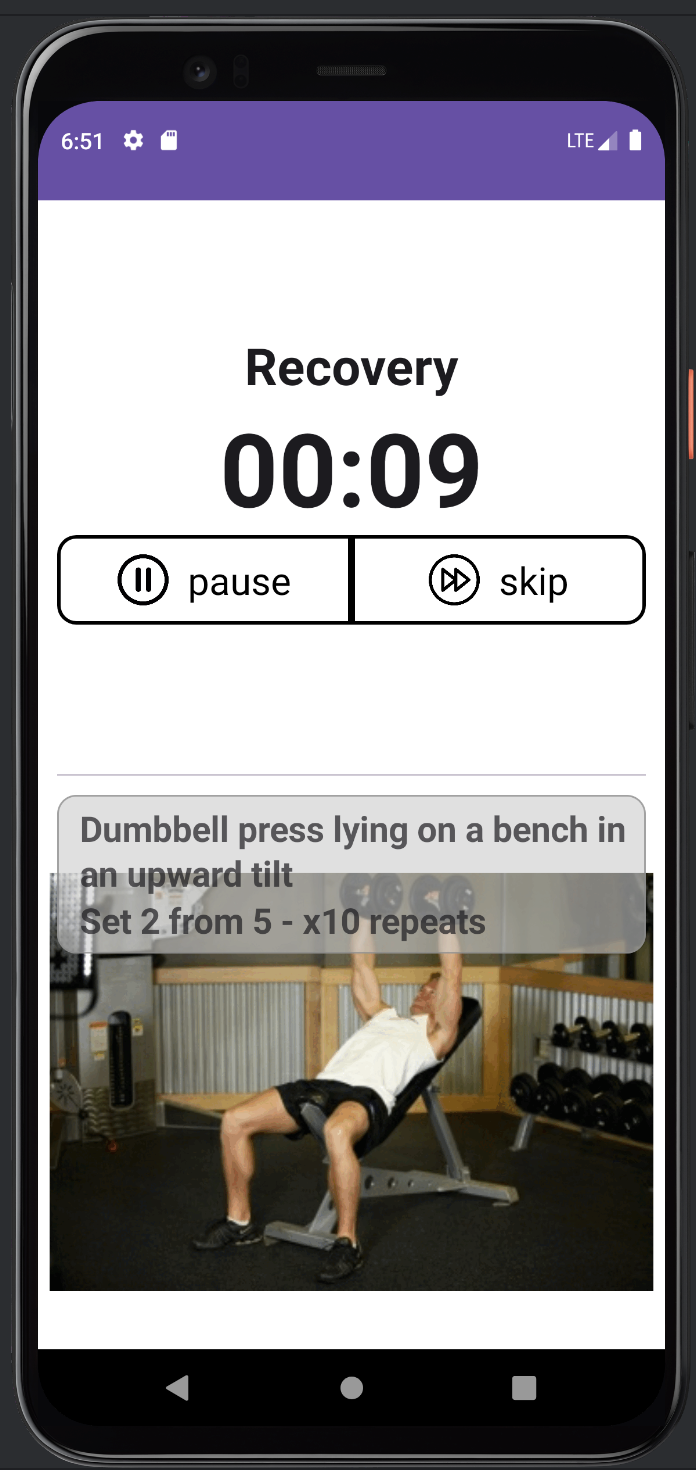 6:51 LTE
Recovery
00:09
pause skip
Dumbbell press lying on a bench in
an upward tilt
Set 2 from 5 - x10 repeats